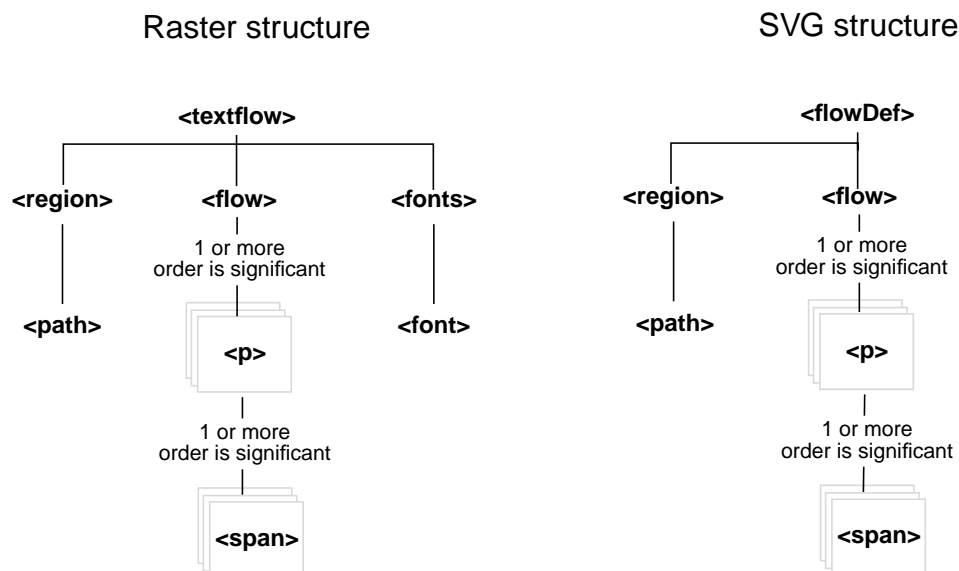 Raster structure
<textflow>
<region>
<flow>
<fonts>
1 or more
order is significant
<path>
<font>
<p>
1 or more
order is significant
<span>
SVG structure
<flowDef>
<region>
<flow>
1 or more
order is significant
<path>
<p>
1 or more
order is significant
<span>